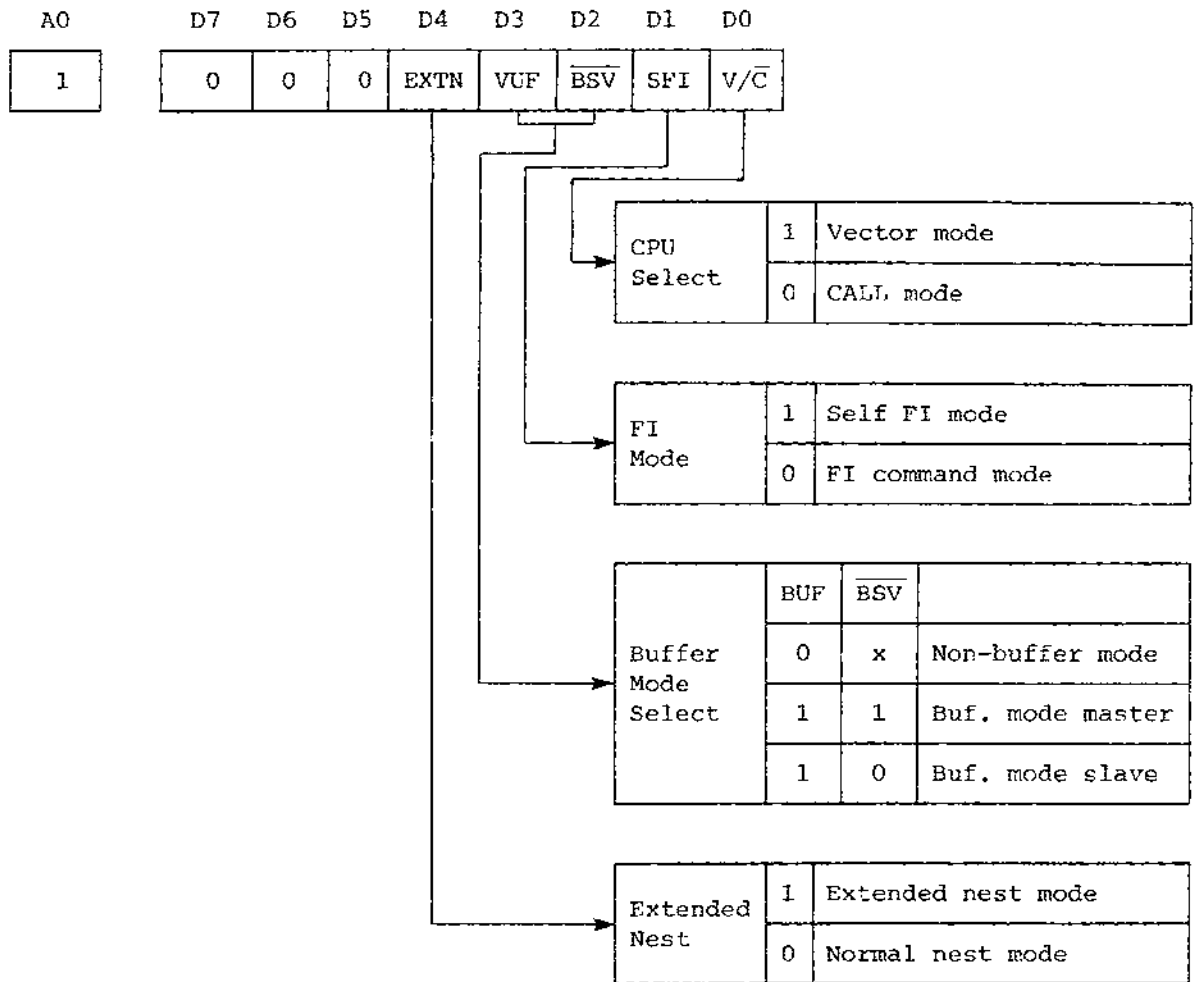 A0 D7 D6 D5 D4 D3 D2 D1 D0
1 0 0 0 EXTN VUF B̅S̅V̅ SFI V/C̅
CPU
Select
1 Vector mode
0 CALL mode
FI
Mode
1 Self FI mode
0 FI command mode
Buffer
Mode
Select
BUF B̅S̅V̅
0 x Non-buffer mode
1 1 Buf. mode master
1 0 Buf. mode slave
Extended
Nest
1 Extended nest mode
0 Normal nest mode